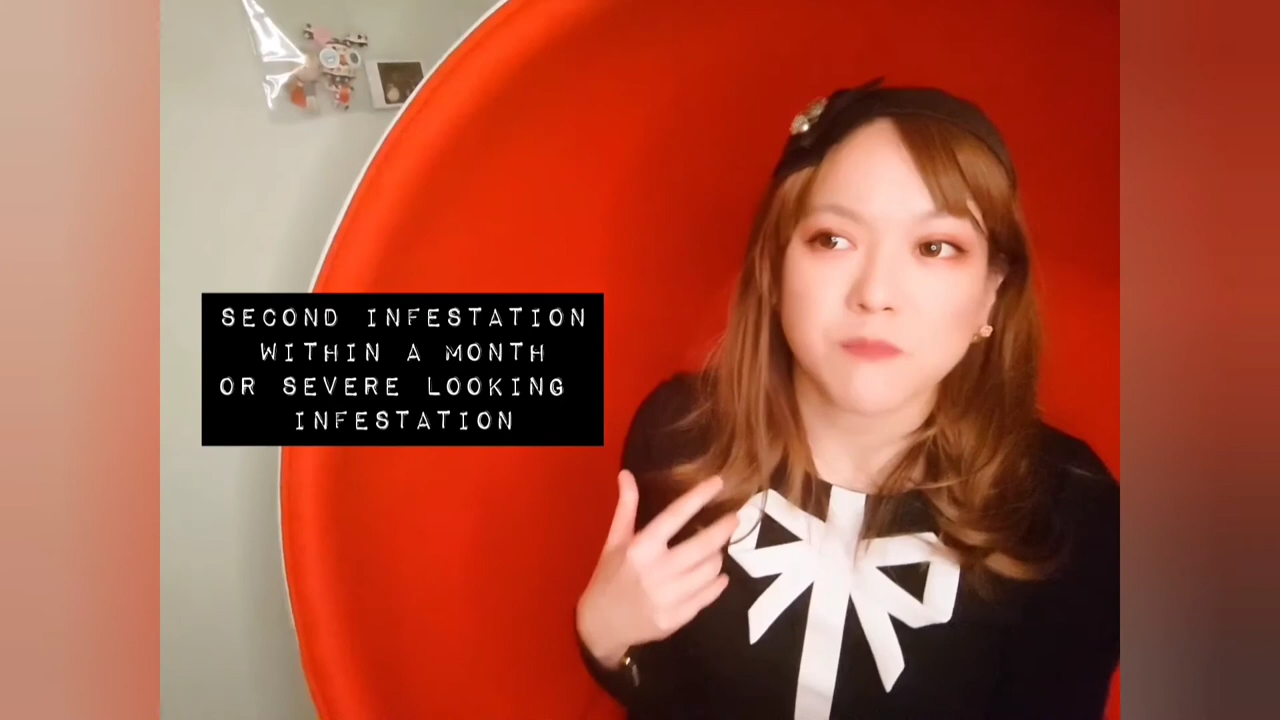 SECOND INFESTATION
WITHIN A MONTH
OR SEVERE LOOKING
INFESTATION